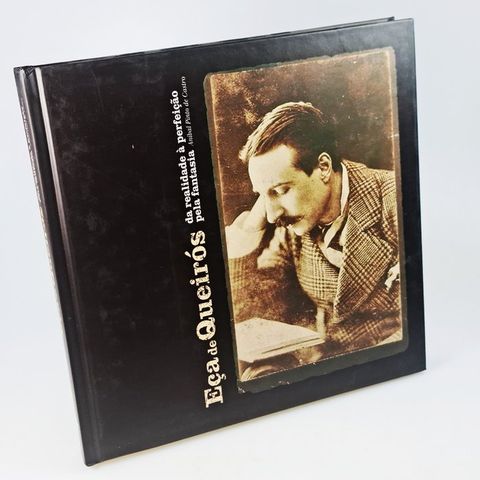 Eça de Queirós
da realidade à perfeição
pela fantasia Aníbal Pinto de Castro